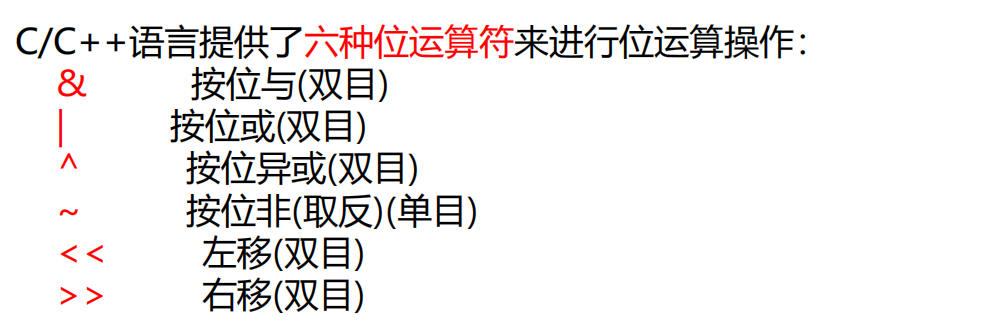 C/C++语言提供了六种位运算符来进行位运算操作：
& 按位与(双目)
| 按位或(双目)
^ 按位异或(双目)
~ 按位非(取反)(单目)
<< 左移(双目)
>> 右移(双目)